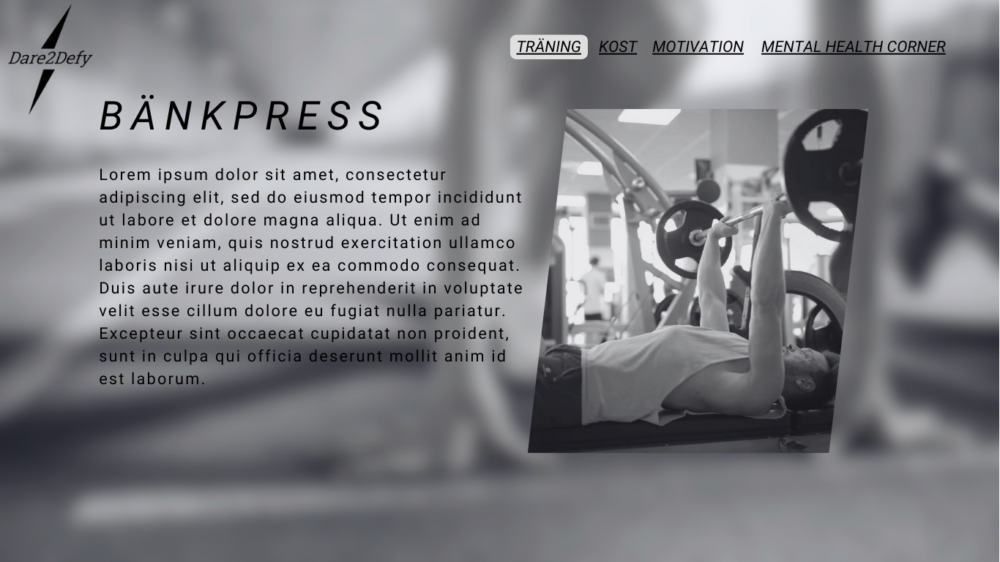 Dare2Defy
TRÄNING KOST MOTIVATION MENTAL HEALTH CORNER
BÄNKPRESS
Lorem ipsum dolor sit amet, consectetur
adipiscing elit, sed do eiusmod tempor incididunt
ut labore et dolore magna aliqua. Ut enim ad
minim veniam, quis nostrud exercitation ullamco
laboris nisi ut aliquip ex ea commodo consequat.
Duis aute irure dolor in reprehenderit in voluptate
velit esse cillum dolore eu fugiat nulla pariatur.
Excepteur sint occaecat cupidatat non proident,
sunt in culpa qui officia deserunt mollit anim id
est laborum.